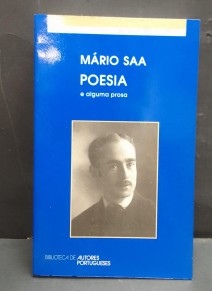 MÁRIO SAA
POESIA
e alguma prosa
BIBLIOTECA DE AUTORES
PORTUGUESES